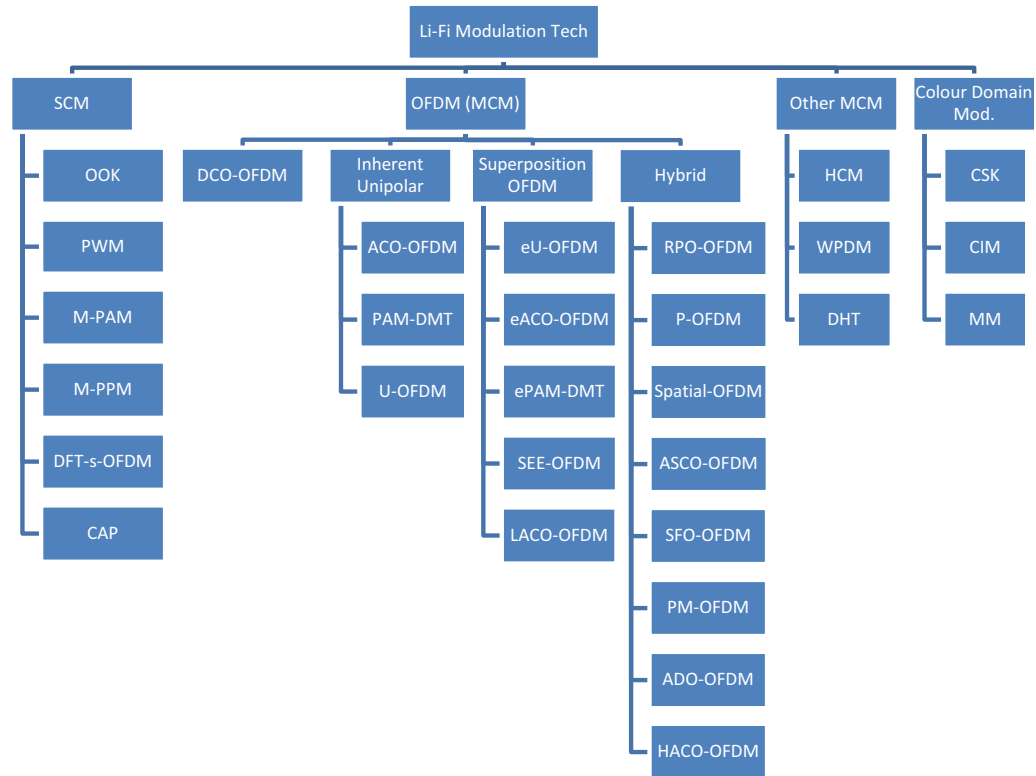 Li-Fi Modulation Tech
SCM
OFDM (MCM)
Other MCM
Colour Domain
Mod.
OOK
PWM
M-PAM
M-PPM
DFT-s-OFDM
CAP
DCO-OFDM
Inherent
Unipolar
ACO-OFDM
PAM-DMT
U-OFDM
Superposition
OFDM
eU-OFDM
eACO-OFDM
ePAM-DMT
SEE-OFDM
LACO-OFDM
Hybrid
RPO-OFDM
P-OFDM
Spatial-OFDM
ASCO-OFDM
SFO-OFDM
PM-OFDM
ADO-OFDM
HACO-OFDM
HCM
WPDM
DHT
CSK
CIM
MM